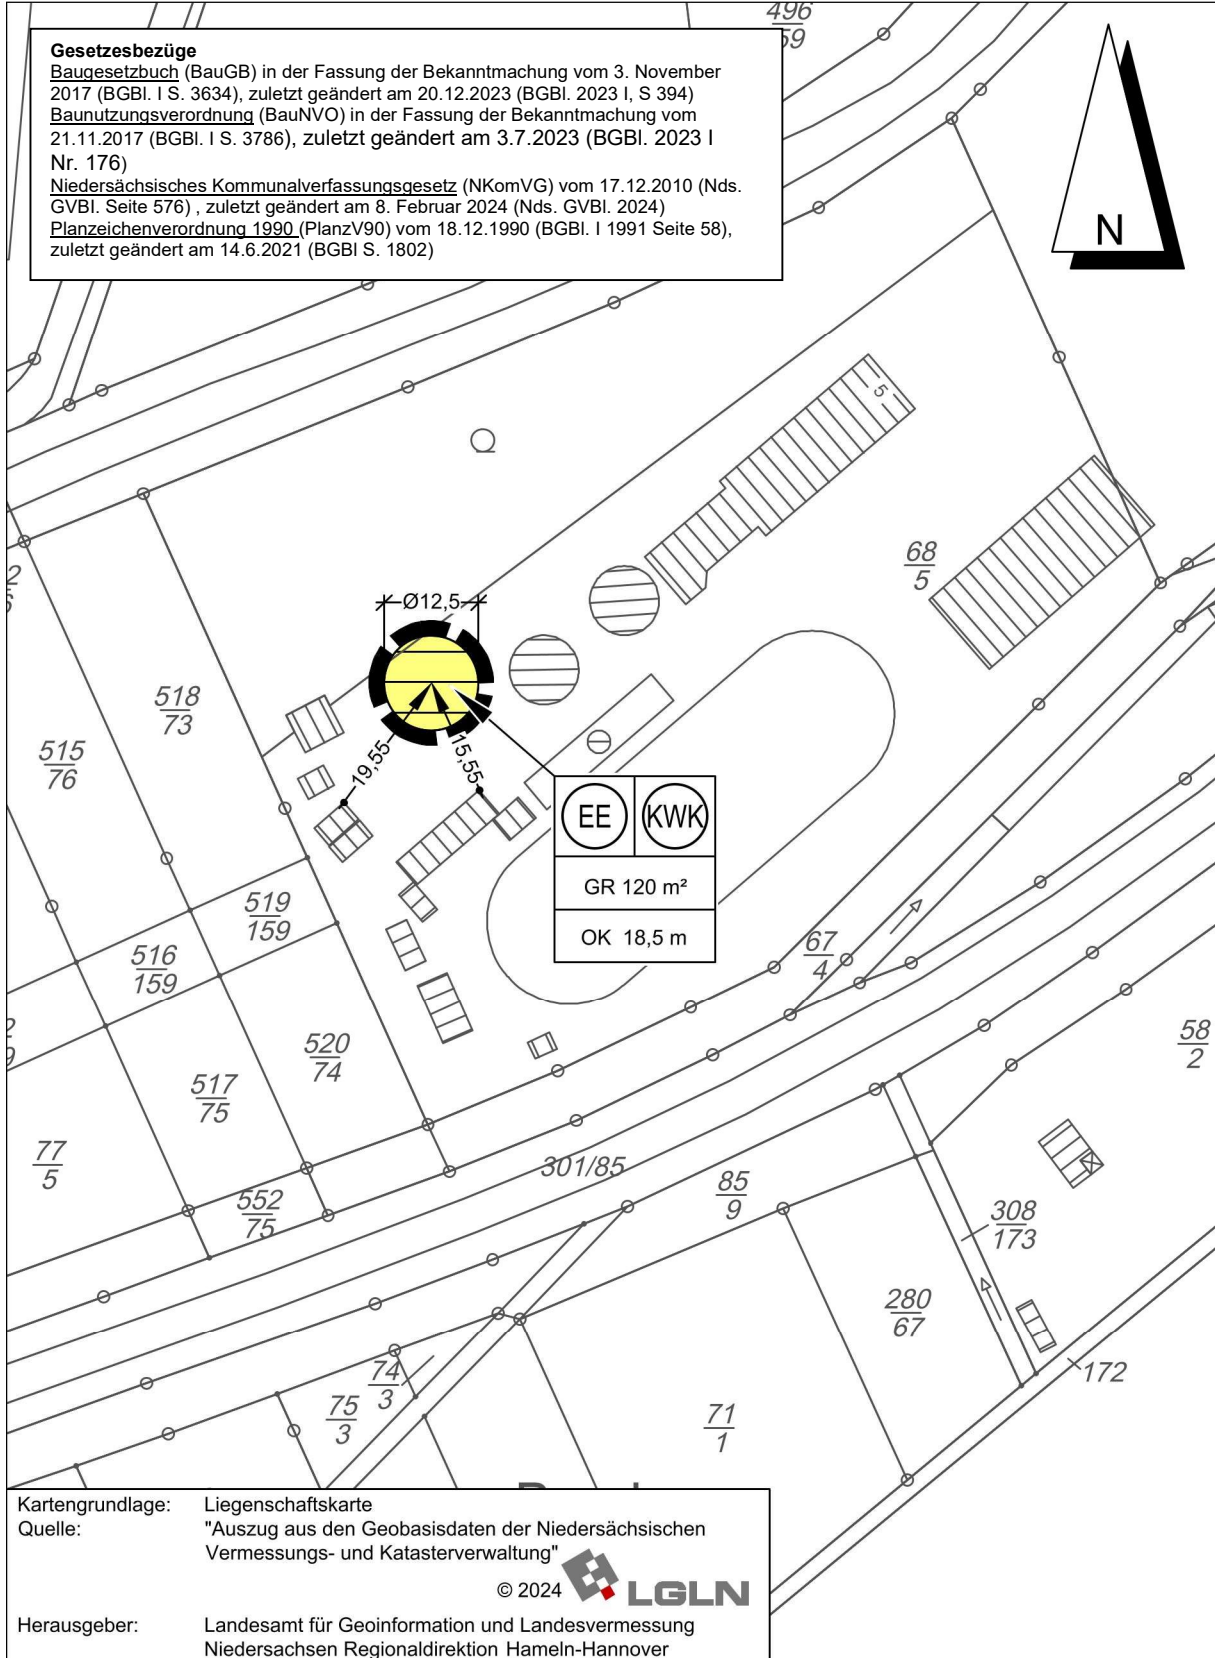 Gesetzesbezüge
Baugesetzbuch (BauGB) in der Fassung der Bekanntmachung vom 3. November
2017 (BGBl. I S. 3634), zuletzt geändert am 20.12.2023 (BGBl. 2023 I, S 394)
Baunutzungsverordnung (BauNVO) in der Fassung der Bekanntmachung vom
21.11.2017 (BGBl. I S. 3786), zuletzt geändert am 3.7.2023 (BGBl. 2023 I
Nr. 176)
Niedersächsisches Kommunalverfassungsgesetz (NKomVG) vom 17.12.2010 (Nds.
GVBl. Seite 576) , zuletzt geändert am 8. Februar 2024 (Nds. GVBl. 2024)
Planzeichenverordnung 1990 (PlanzV90) vom 18.12.1990 (BGBl. I 1991 Seite 58),
zuletzt geändert am 14.6.2021 (BGBl S. 1802)
496
59
N
5
68
5
Ø12,5
518
73
515
76
19,55
15,55
EE KWK
GR 120 m²
OK 18,5 m
519
159
516
159
67
4
520
74
517
75
58
2
77
5
301/85
552
75
85
9
308
173
280
67
172
74
3
75
3
71
1
Kartengrundlage: Liegenschaftskarte
Quelle: "Auszug aus den Geobasisdaten der Niedersächsischen
Vermessungs- und Katasterverwaltung"
© 2024 LGLN
Herausgeber: Landesamt für Geoinformation und Landesvermessung
Niedersachsen Regionaldirektion Hameln-Hannover